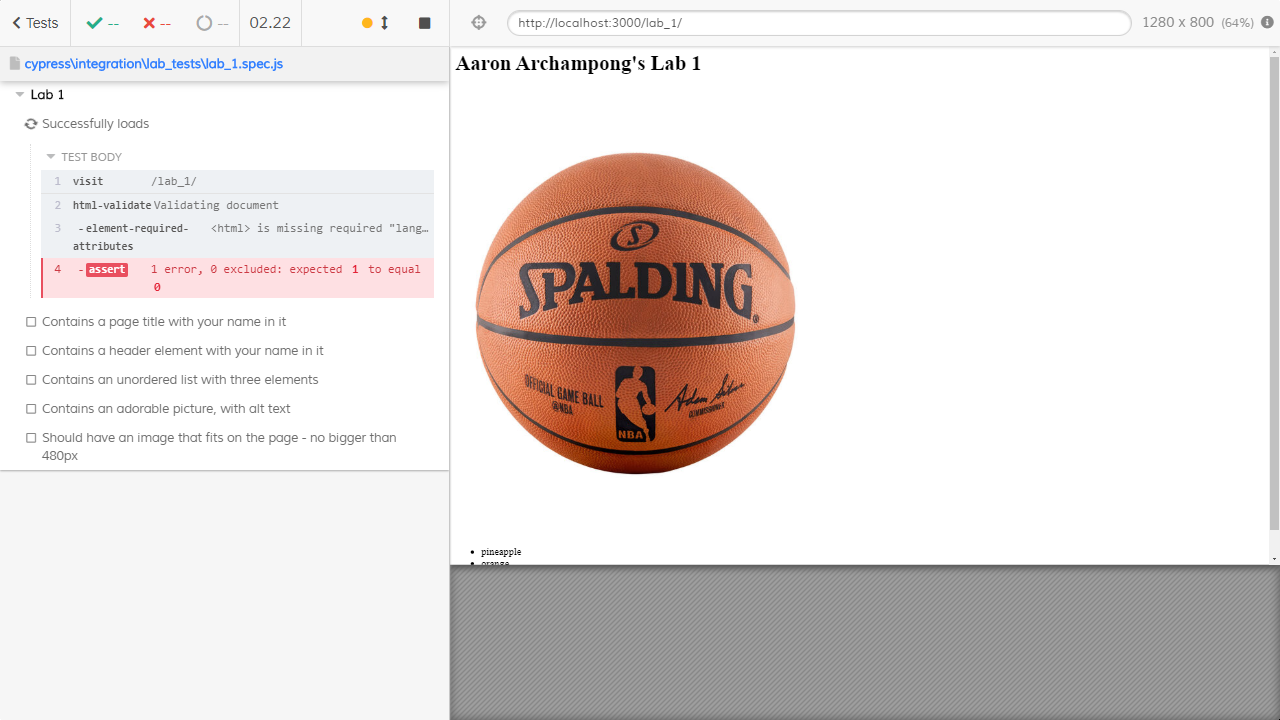 Tests
--
--
--
02.22
http://localhost:3000/lab_1/
1280 x 800 (64%)
cypress\integration\lab_tests\lab_1.spec.js
Lab 1
Successfully loads
TEST BODY
1 visit /lab_1/
2 html-validate Validating document
3 -element-required-attributes <html> is missing required "lang…
4 -assert 1 error, 0 excluded: expected 1 to equal
0
Contains a page title with your name in it
Contains a header element with your name in it
Contains an unordered list with three elements
Contains an adorable picture, with alt text
Should have an image that fits on the page - no bigger than
480px
Aaron Archampong's Lab 1
S
SPALDING
®
OFFICIAL GAME BALL
@NBA
NBA
COMMISSIONER
pineapple
orange